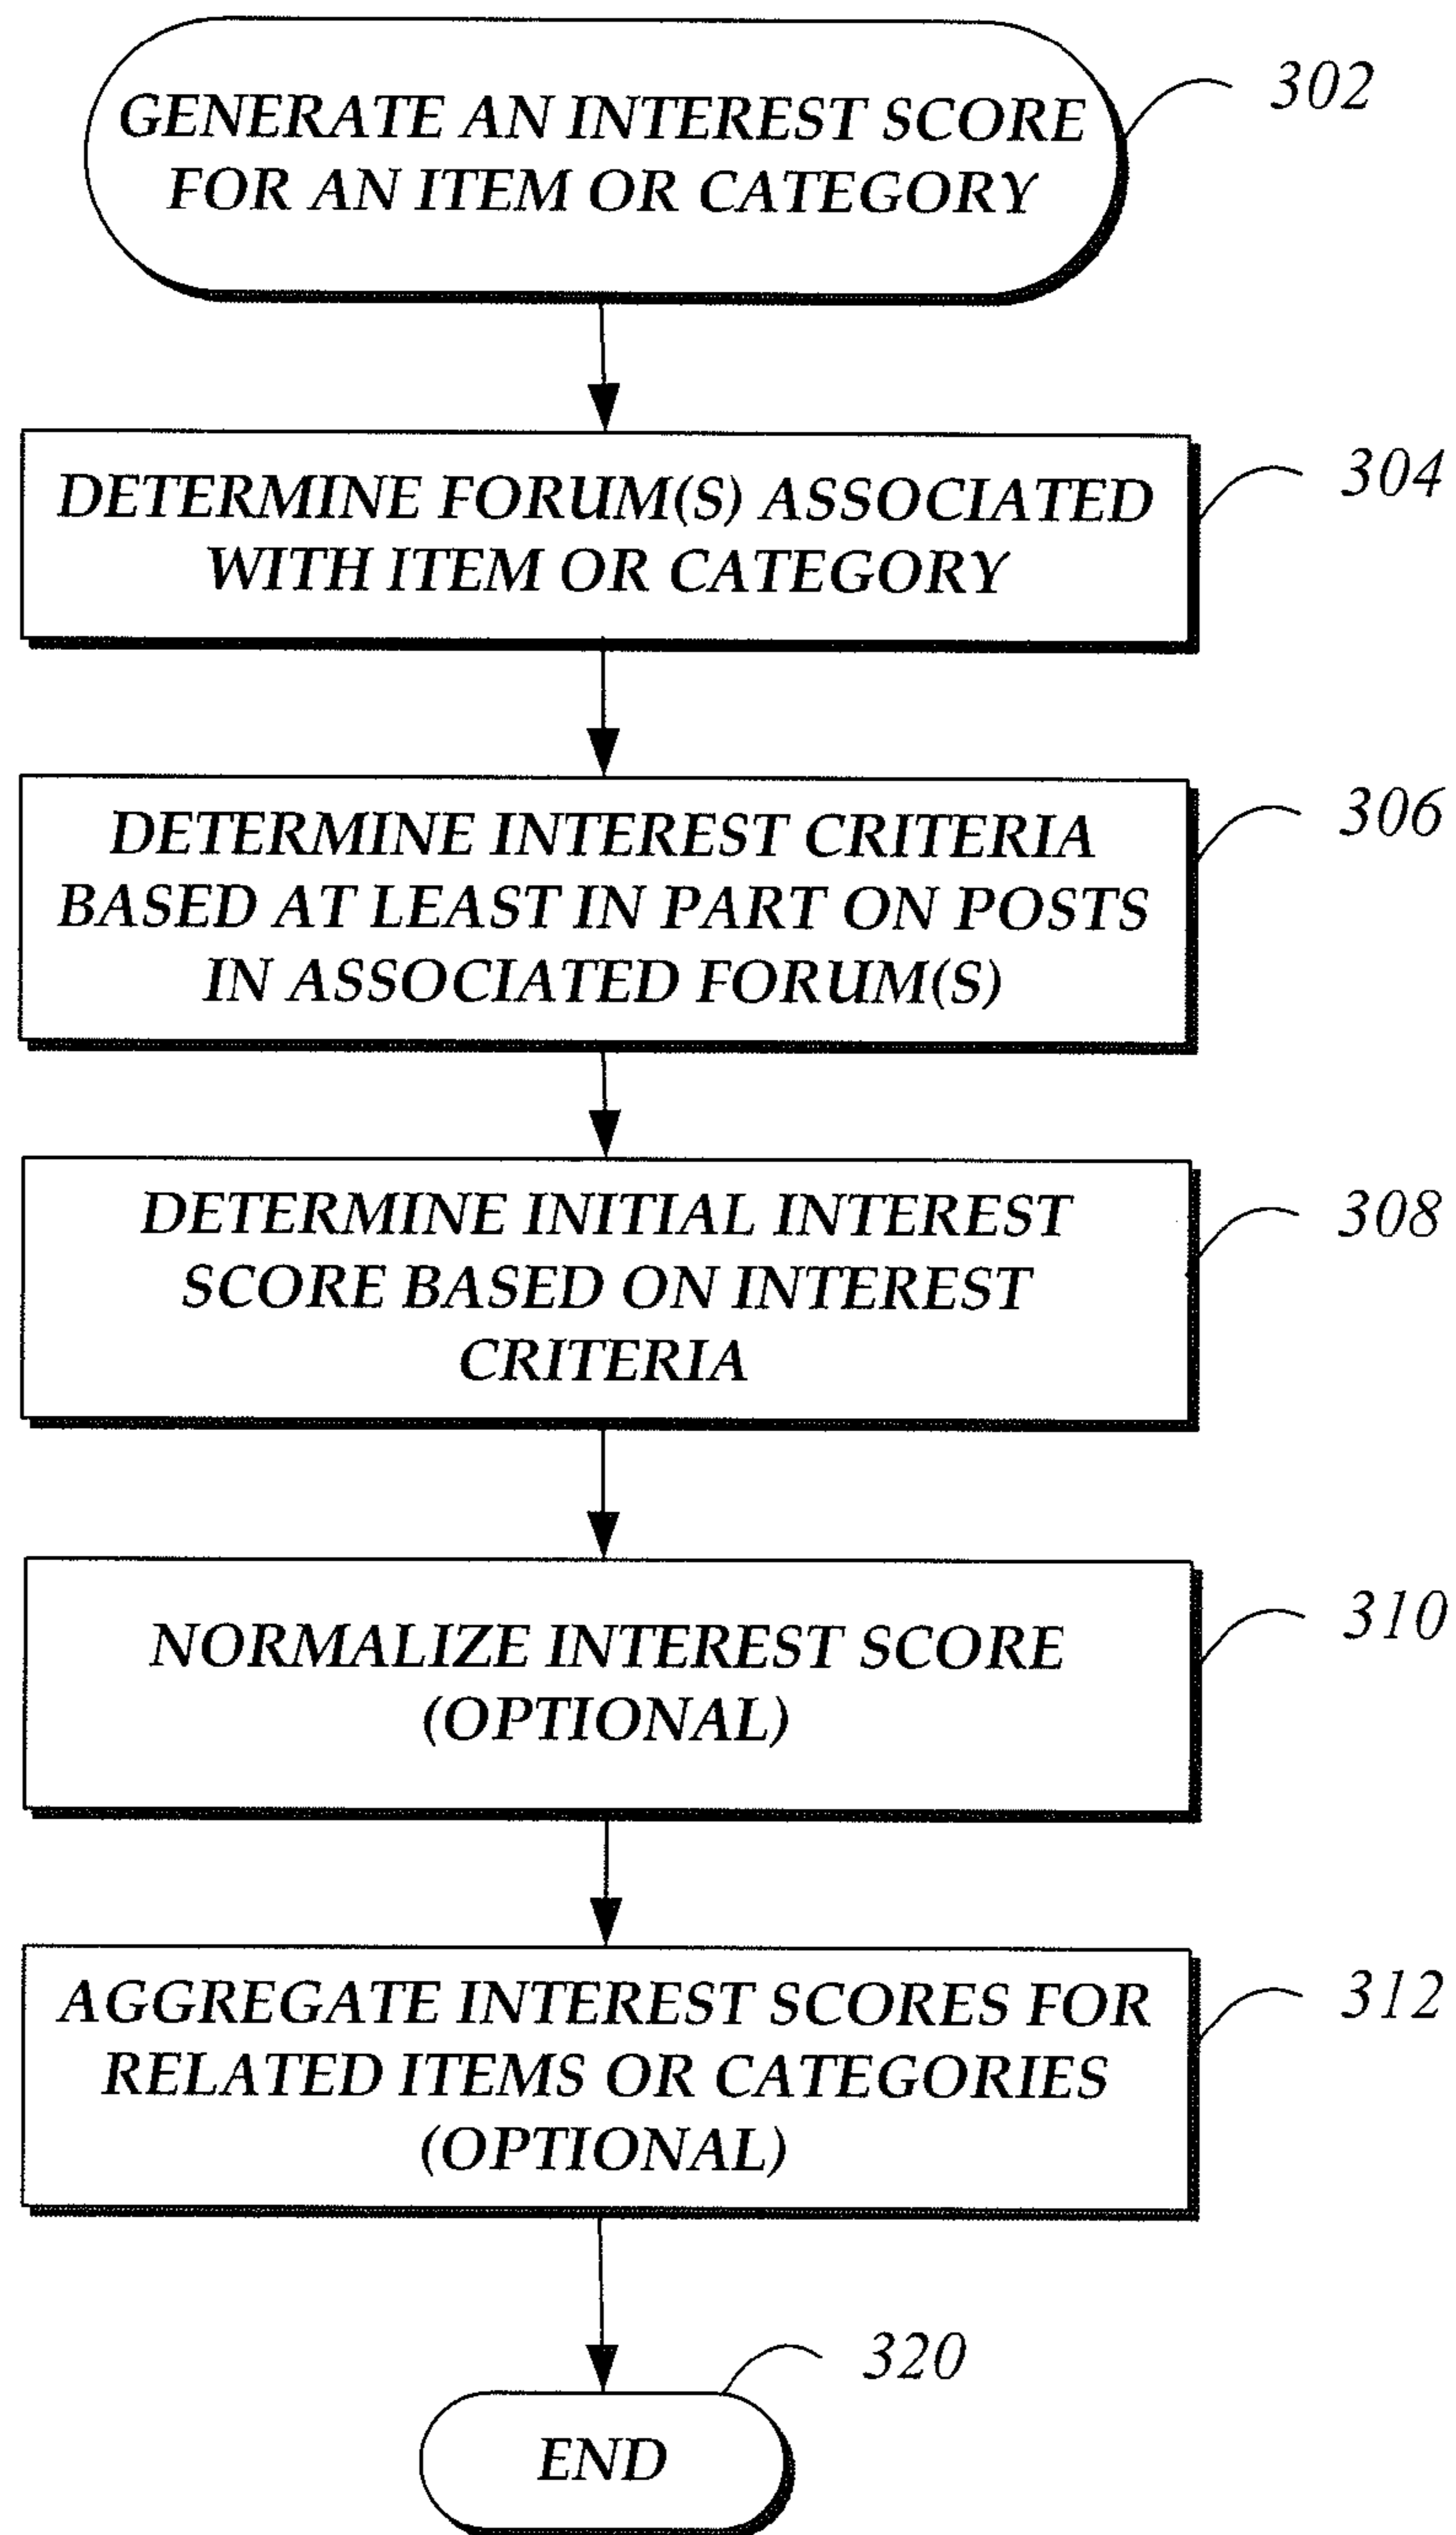 GENERATE AN INTEREST SCORE
FOR AN ITEM OR CATEGORY
302
DETERMINE FORUM(S) ASSOCIATED
WITH ITEM OR CATEGORY
304
DETERMINE INTEREST CRITERIA
BASED AT LEAST IN PART ON POSTS
IN ASSOCIATED FORUM(S)
306
DETERMINE INITIAL INTEREST
SCORE BASED ON INTEREST
CRITERIA
308
NORMALIZE INTEREST SCORE
(OPTIONAL)
310
AGGREGATE INTEREST SCORES FOR
RELATED ITEMS OR CATEGORIES
(OPTIONAL)
312
320
END